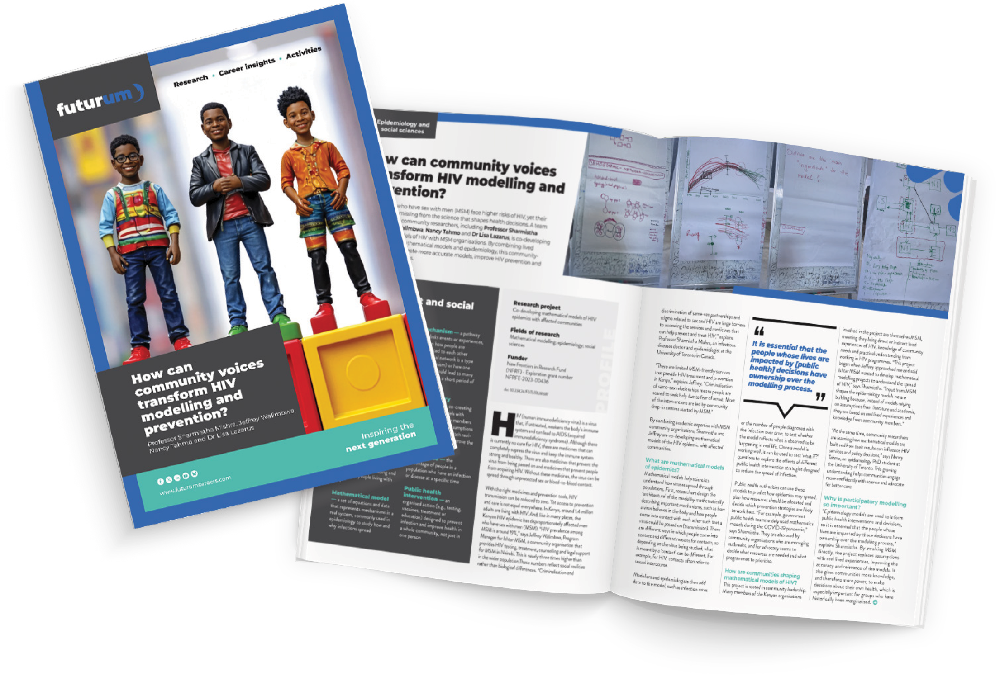 Research • Career insights • Activities
futurum
How can
community voices
transform HIV
modelling and
prevention?
Professor Sharmistha Mishra, Jeffrey Walimbwa,
Nancy Tahmo and Dr Lisa Lazarus
Inspiring the
next generation
www.futurumcareers.com
Epidemiology and
social sciences
w can community voices
nsform HIV modelling and
vention?
who have sex with men (MSM) face higher risks of HIV, yet their
missing from the science that shapes health decisions. A team
community researchers, including Professor Sharmistha
alimbwa, Nancy Tahmo and Dr Lisa Lazarus, is co-developing
els of HIV with MSM organisations. By combining lived
thematical models and epidemiology, this community-
ate more accurate models, improve HIV prevention and
s.
What are the main
"ingredients" for the
model?
t and social
chanism — a pathway
links events or experiences,
how people are
ed to each other
al network is a type
ism) or how one
uld lead to many
a short period of
ry
co-creating
els with
members
umptions
tch real-
prove the
— the
ntage of people in a
population who have an infection
or disease at a specific time
ing and
people living with
Mathematical model
— a set of equations and data
that represents mechanisms in a
real system, commonly used in
epidemiology to study how and
why infections spread
Public health
intervention — an
organised action (e.g., testing,
vaccines, treatment or
education) designed to prevent
infection and improve health in
a whole community, not just in
one person
Research project
Co-developing mathematical models of HIV
epidemics with affected communities
Fields of research
Mathematical modelling; epidemiology; social
sciences
Funder
New Frontiers in Research Fund
(NFRF) - Exploration grant number
NFRFE-2023-00436
PROFILE
HIV (human immunodeficiency virus) is a virus
that, if untreated, weakens the body's immune
system and can lead to AIDS (acquired
immunodeficiency syndrome). Although there
is currently no cure for HIV, there are medicines that can
completely supress the virus and keep the immune system
strong and healthy. There are also medicines that prevent the
virus from being passed on and medicines that prevent people
from acquiring HIV. Without these medicines, the virus can be
spread through unprotected sex or blood-to-blood contact.
With the right medicines and prevention tools, HIV
transmission can be reduced to zero. Yet access to prevention
and care is not equal everywhere. In Kenya, around 1.4 million
adults are living with HIV. And, like in many places, the
Kenyan HIV epidemic has disproportionately affected men
who have sex with men (MSM). "HIV prevalence among
MSM is around 19%," says Jeffrey Walimbwa, Program
Manager for Ishtar MSM, a community organisation that
provides HIV testing, treatment, counselling and legal support
for MSM in Nairobi. This is nearly three times higher than
in the wider population. These numbers reflect social realities
rather than biological differences. "Criminalisation and
discrimination of same-sex partnerships and
stigma related to sex and HIV are large barriers
to accessing the services and medicines that
can help prevent and treat HIV," explains
Professor Sharmistha Mishra, an infectious
diseases doctor and epidemiologist at the
University of Toronto in Canada.
"There are limited MSM-friendly services
that provide HIV treatment and prevention
in Kenya," explains Jeffrey. "Criminalisation
of same-sex relationships means people are
scared to seek help due to fear of arrest. Most
of the interventions are led by community
drop-in centres started by MSM."
By combining academic expertise with MSM
community organisations, Sharmistha and
Jeffrey are co-developing mathematical
models of the HIV epidemic with affected
communities.
What are mathematical models
of epidemics?
Mathematical models help scientists
understand how viruses spread through
populations. First, researchers design the
'architecture' of the model by mathematically
describing important mechanisms, such as how
a virus behaves in the body and how people
come into contact with each other such that a
virus could be passed on (transmission). There
are different ways in which people come into
contact and different reasons for contacts, so
depending on the virus being studied, what
is meant by a 'contact' can be different. For
example, for HIV, contacts often refer to
sexual intercourse.
Modellers and epidemiologists then add
data to the model, such as infection rates
“
It is essential that the
people whose lives are
impacted by [public
health] decisions have
ownership over the
modelling process.
”
or the number of people diagnosed with
the infection over time, to test whether
the model reflects what is observed to be
happening in real life. Once a model is
working well, it can be used to test 'what if?'
questions to explore the effects of different
public health intervention strategies designed
to reduce the spread of infection.
Public health authorities can use these
models to predict how epidemics may spread,
plan how resources should be allocated and
decide which prevention strategies are likely
to work best. "For example, government
public health teams widely used mathematical
models during the COVID-19 pandemic,"
says Sharmistha. They are also used by
community organisations who are managing
outbreaks, and for advocacy teams to
decide what resources are needed and what
programmes to prioritise.
How are communities shaping
mathematical models of HIV?
This project is rooted in community leadership.
Many members of the Kenyan organisations
involved in the project are themselves MSM,
meaning they bring direct or indirect lived
experiences of HIV, knowledge of community
needs and practical understanding from
working in HIV programmes. "This project
began when Jeffrey approached me and said
Ishtar MSM wanted to develop mathematical
modelling projects to understand the spread
of HIV," says Sharmistha. "Input from MSM
shapes the epidemiology models we are
building because, instead of models relying
on assumptions from literature and academic,
they are based on real lived experiences and
knowledge from community members."
"At the same time, community researchers
are learning how mathematical models are
built and how their results can influence HIV
services and policy decisions," says Nancy
Tahmo, an epidemiology PhD student at
the University of Toronto. This growing
understanding helps communities engage
more confidently with science and advocate
for better care.
Why is participatory modelling
so important?
"Epidemiology models are used to inform
public health interventions and decisions,
so it is essential that the people whose
lives are impacted by these decisions have
ownership over the modelling process,"
explains Sharmistha. By involving MSM
directly, the project replaces assumptions
with real lived experiences, improving the
accuracy and relevance of the models. It
also gives communities more knowledge,
and therefore more power, to make
decisions about their own health, which is
especially important for groups who have
historically been marginalised.